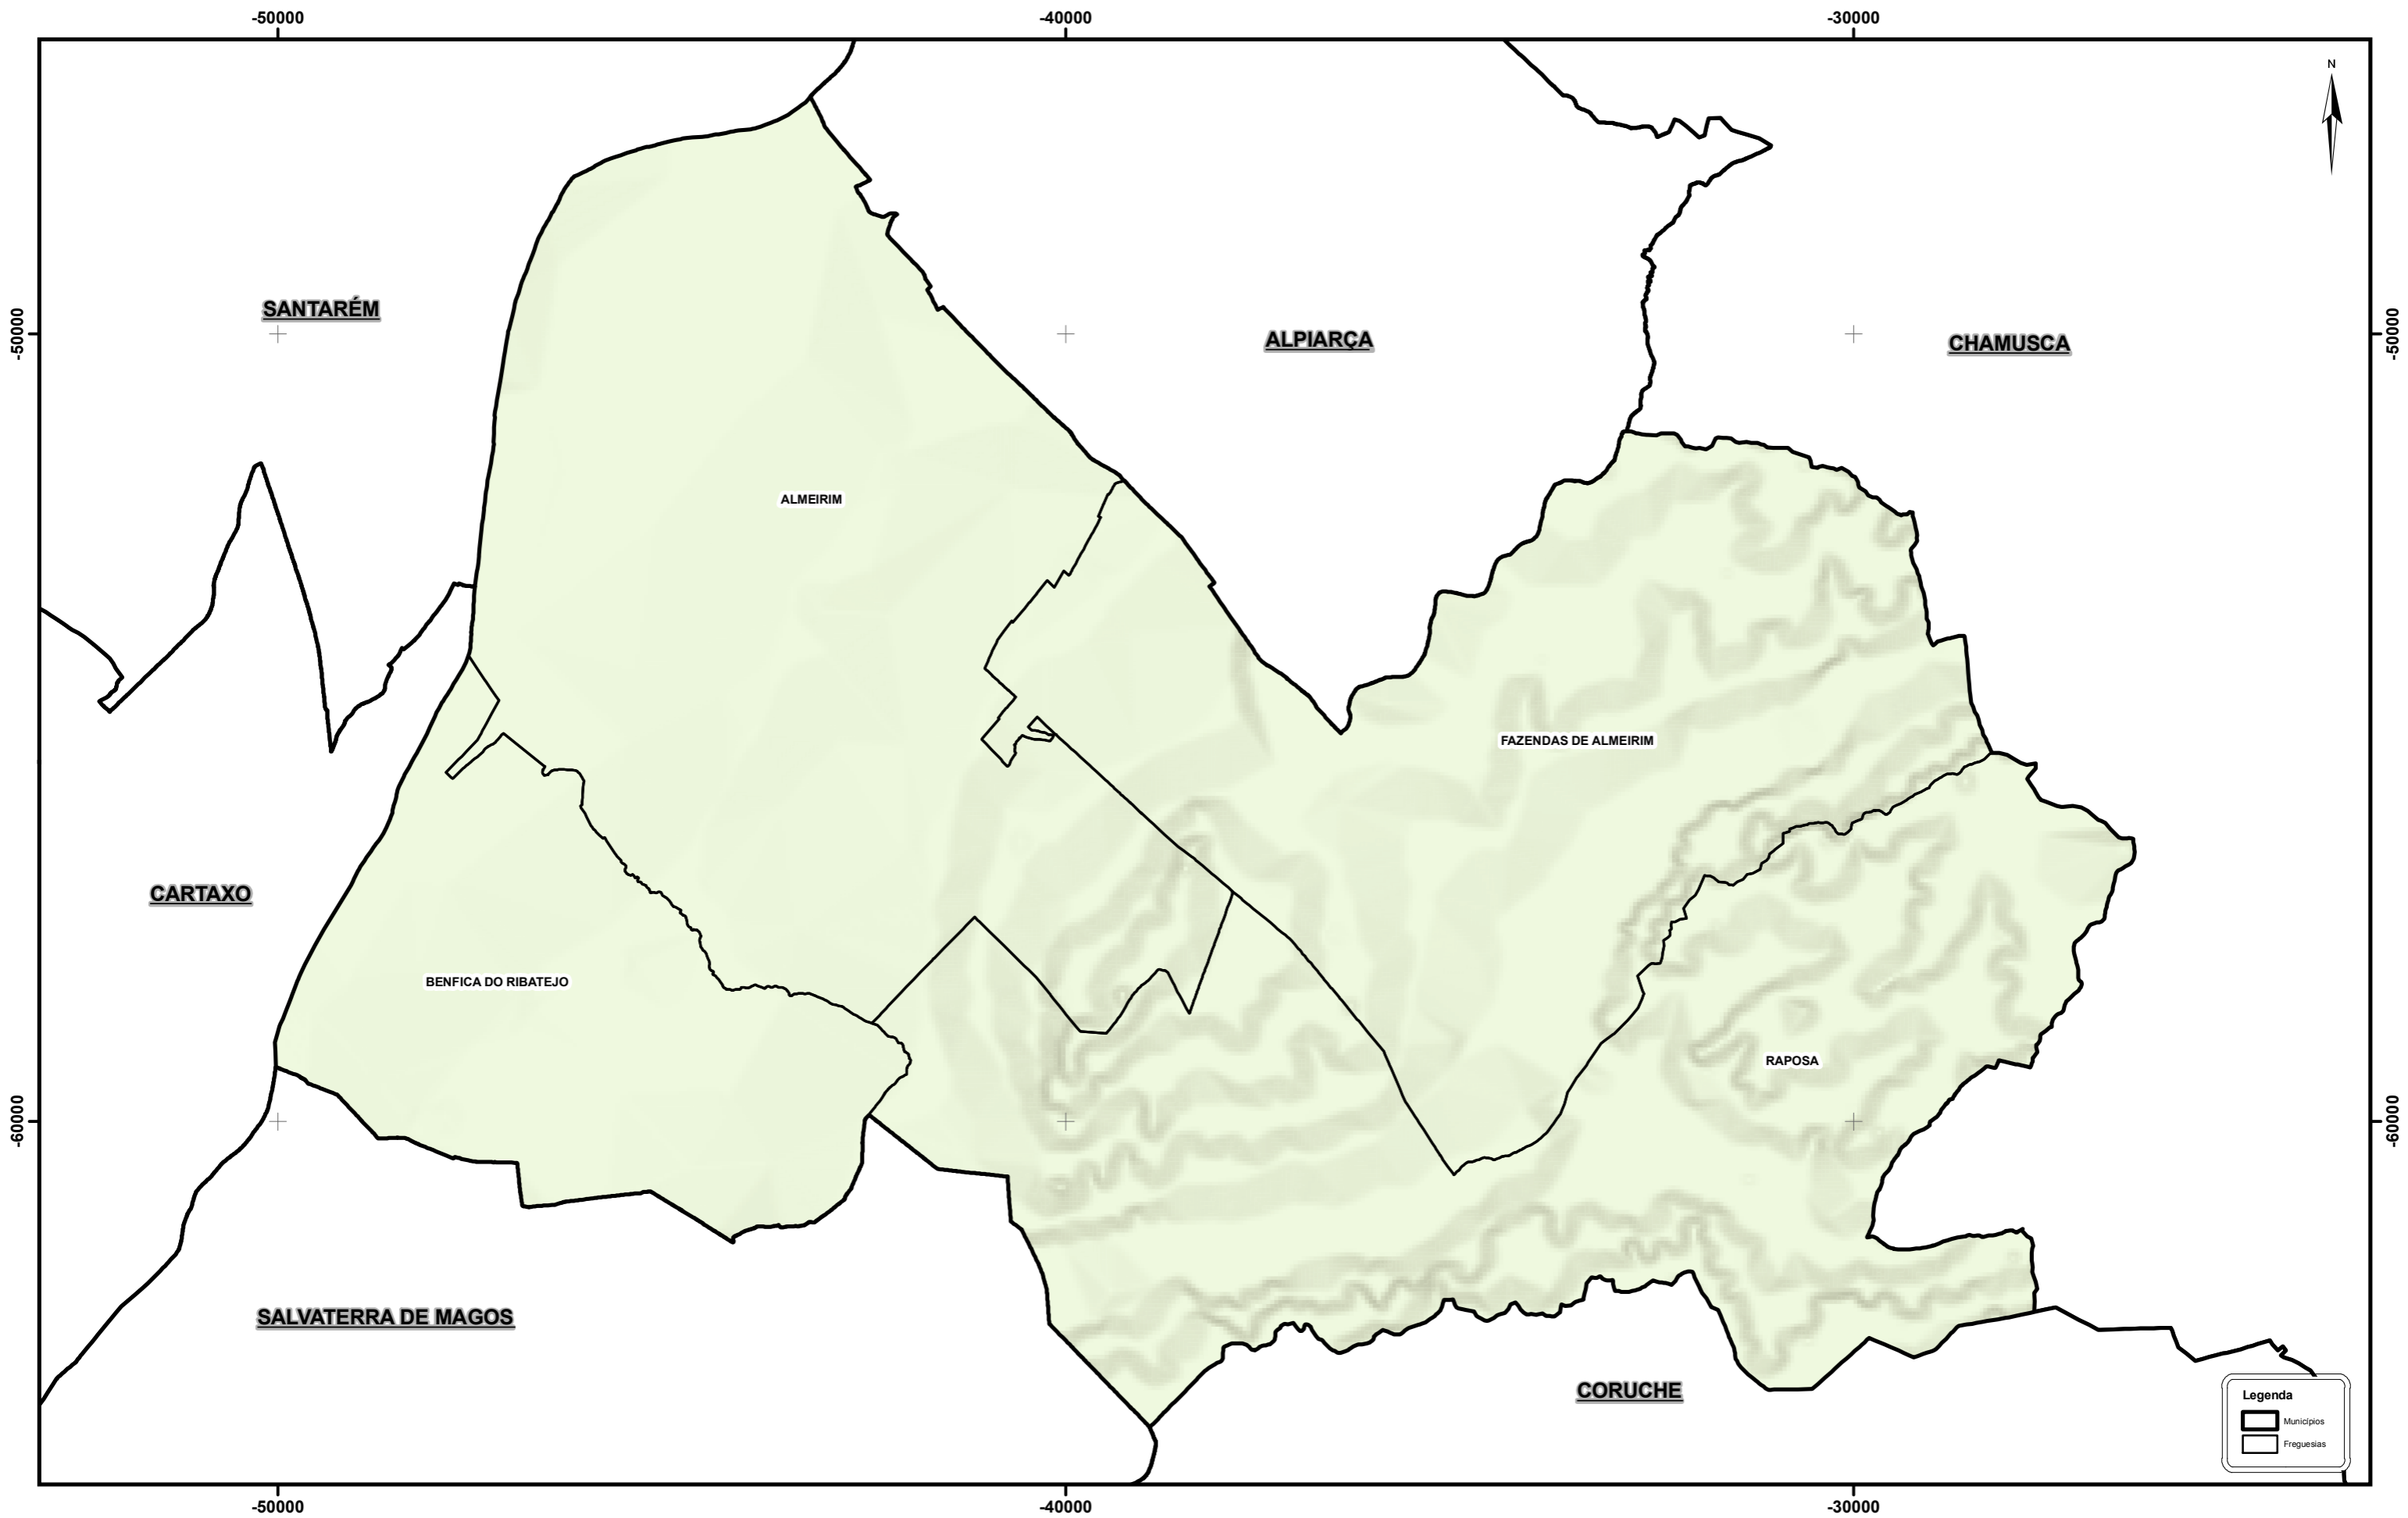 -50000
-40000
-30000
N
SANTARÉM
ALPIARÇA
CHAMUSCA
-50000
-50000
ALMEIRIM
FAZENDAS DE ALMEIRIM
CARTAXO
BENFICA DO RIBATEJO
RAPOSA
-60000
-60000
SALVATERRA DE MAGOS
CORUCHE
Legenda
Municípios
Freguesias
-50000
-40000
-30000